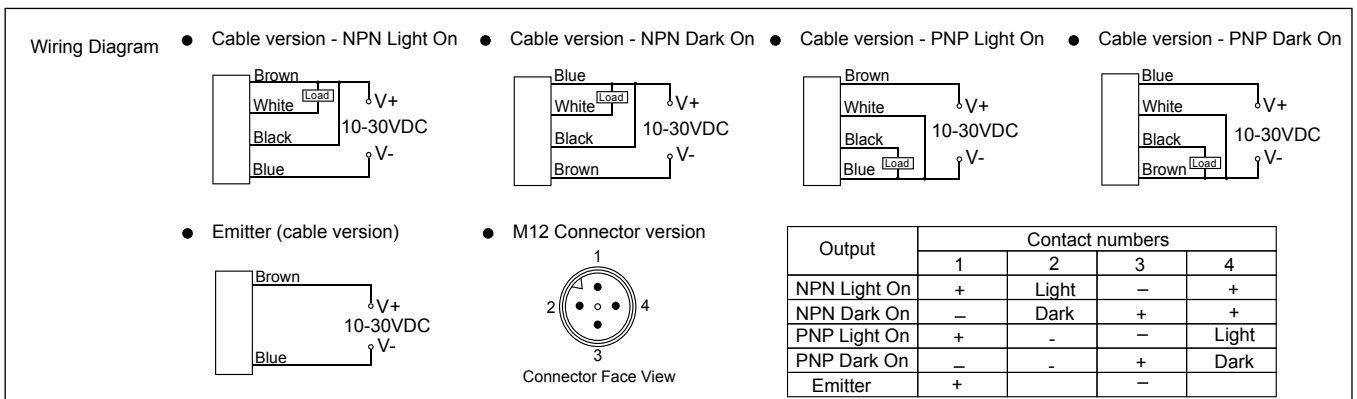 Wiring Diagram
● Cable version - NPN Light On
Brown
Load
White
V+
10-30VDC
Black
V-
Blue
● Cable version - NPN Dark On
Blue
Load
White
V+
10-30VDC
Black
V-
Brown
● Cable version - PNP Light On
Brown
White
V+
10-30VDC
Black
Load
V-
Blue
● Cable version - PNP Dark On
Blue
White
V+
10-30VDC
Black
Load
V-
Brown
● Emitter (cable version)
Brown
V+
10-30VDC
V-
Blue
● M12 Connector version
1
2 4
3
Connector Face View
Output Contact numbers
1 2 3 4
NPN Light On + Light – +
NPN Dark On – Dark + +
PNP Light On + - – Light
PNP Dark On – - + Dark
Emitter + –